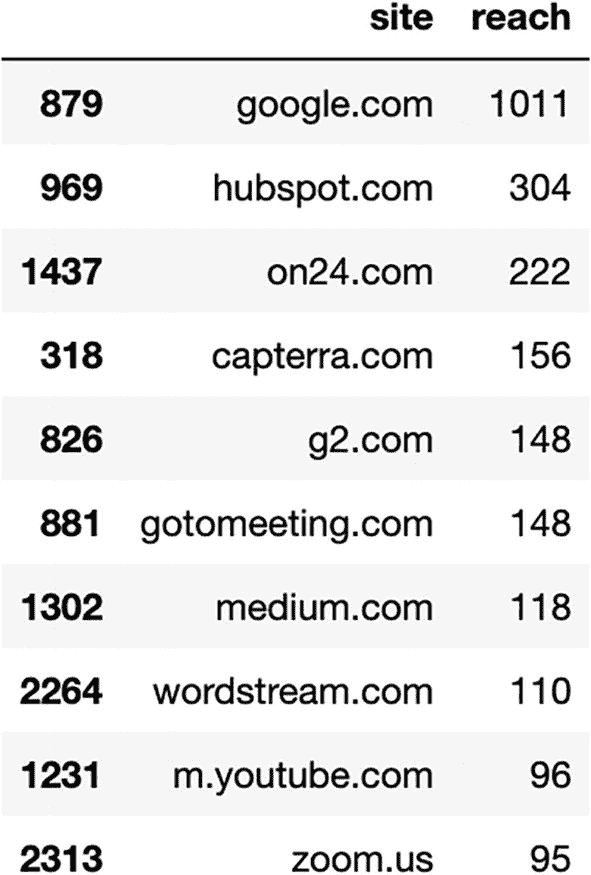 site reach
879 google.com 1011
969 hubspot.com 304
1437 on24.com 222
318 capterra.com 156
826 g2.com 148
881 gotomeeting.com 148
1302 medium.com 118
2264 wordstream.com 110
1231 m.youtube.com 96
2313 zoom.us 95